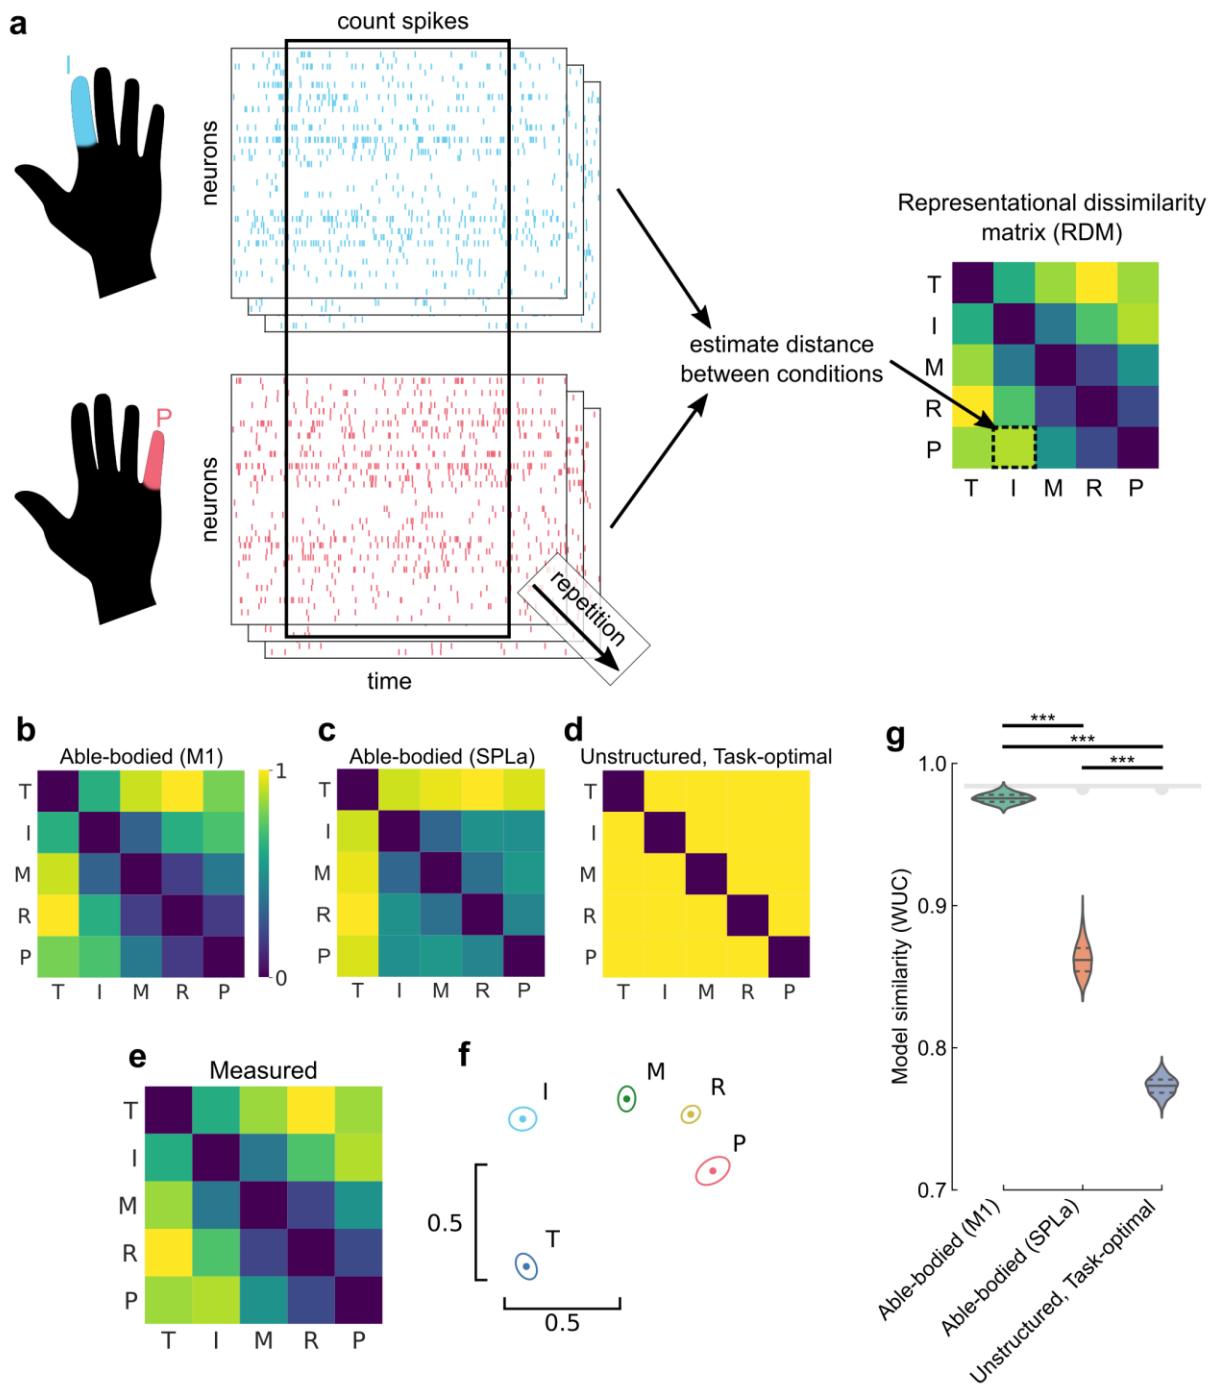 a
count spikes
I
neurons
P
neurons
repetition
time
estimate distance
between conditions
Representational dissimilarity
matrix (RDM)
T
I
M
R
P
T I M R P
b
Able-bodied (M1)
T
I
M
R
P
T I M R P
1
0
c
Able-bodied (SPLa)
T
I
M
R
P
T I M R P
d
Unstructured, Task-optimal
T
I
M
R
P
T I M R P
e
Measured
T
I
M
R
P
T I M R P
f
I
M
R
P
T
0.5
0.5
g
***
***
***
Model similarity (WUC)
1.0
0.9
0.8
0.7
Able-bodied (M1)
Able-bodied (SPLa)
Unstructured, Task-optimal